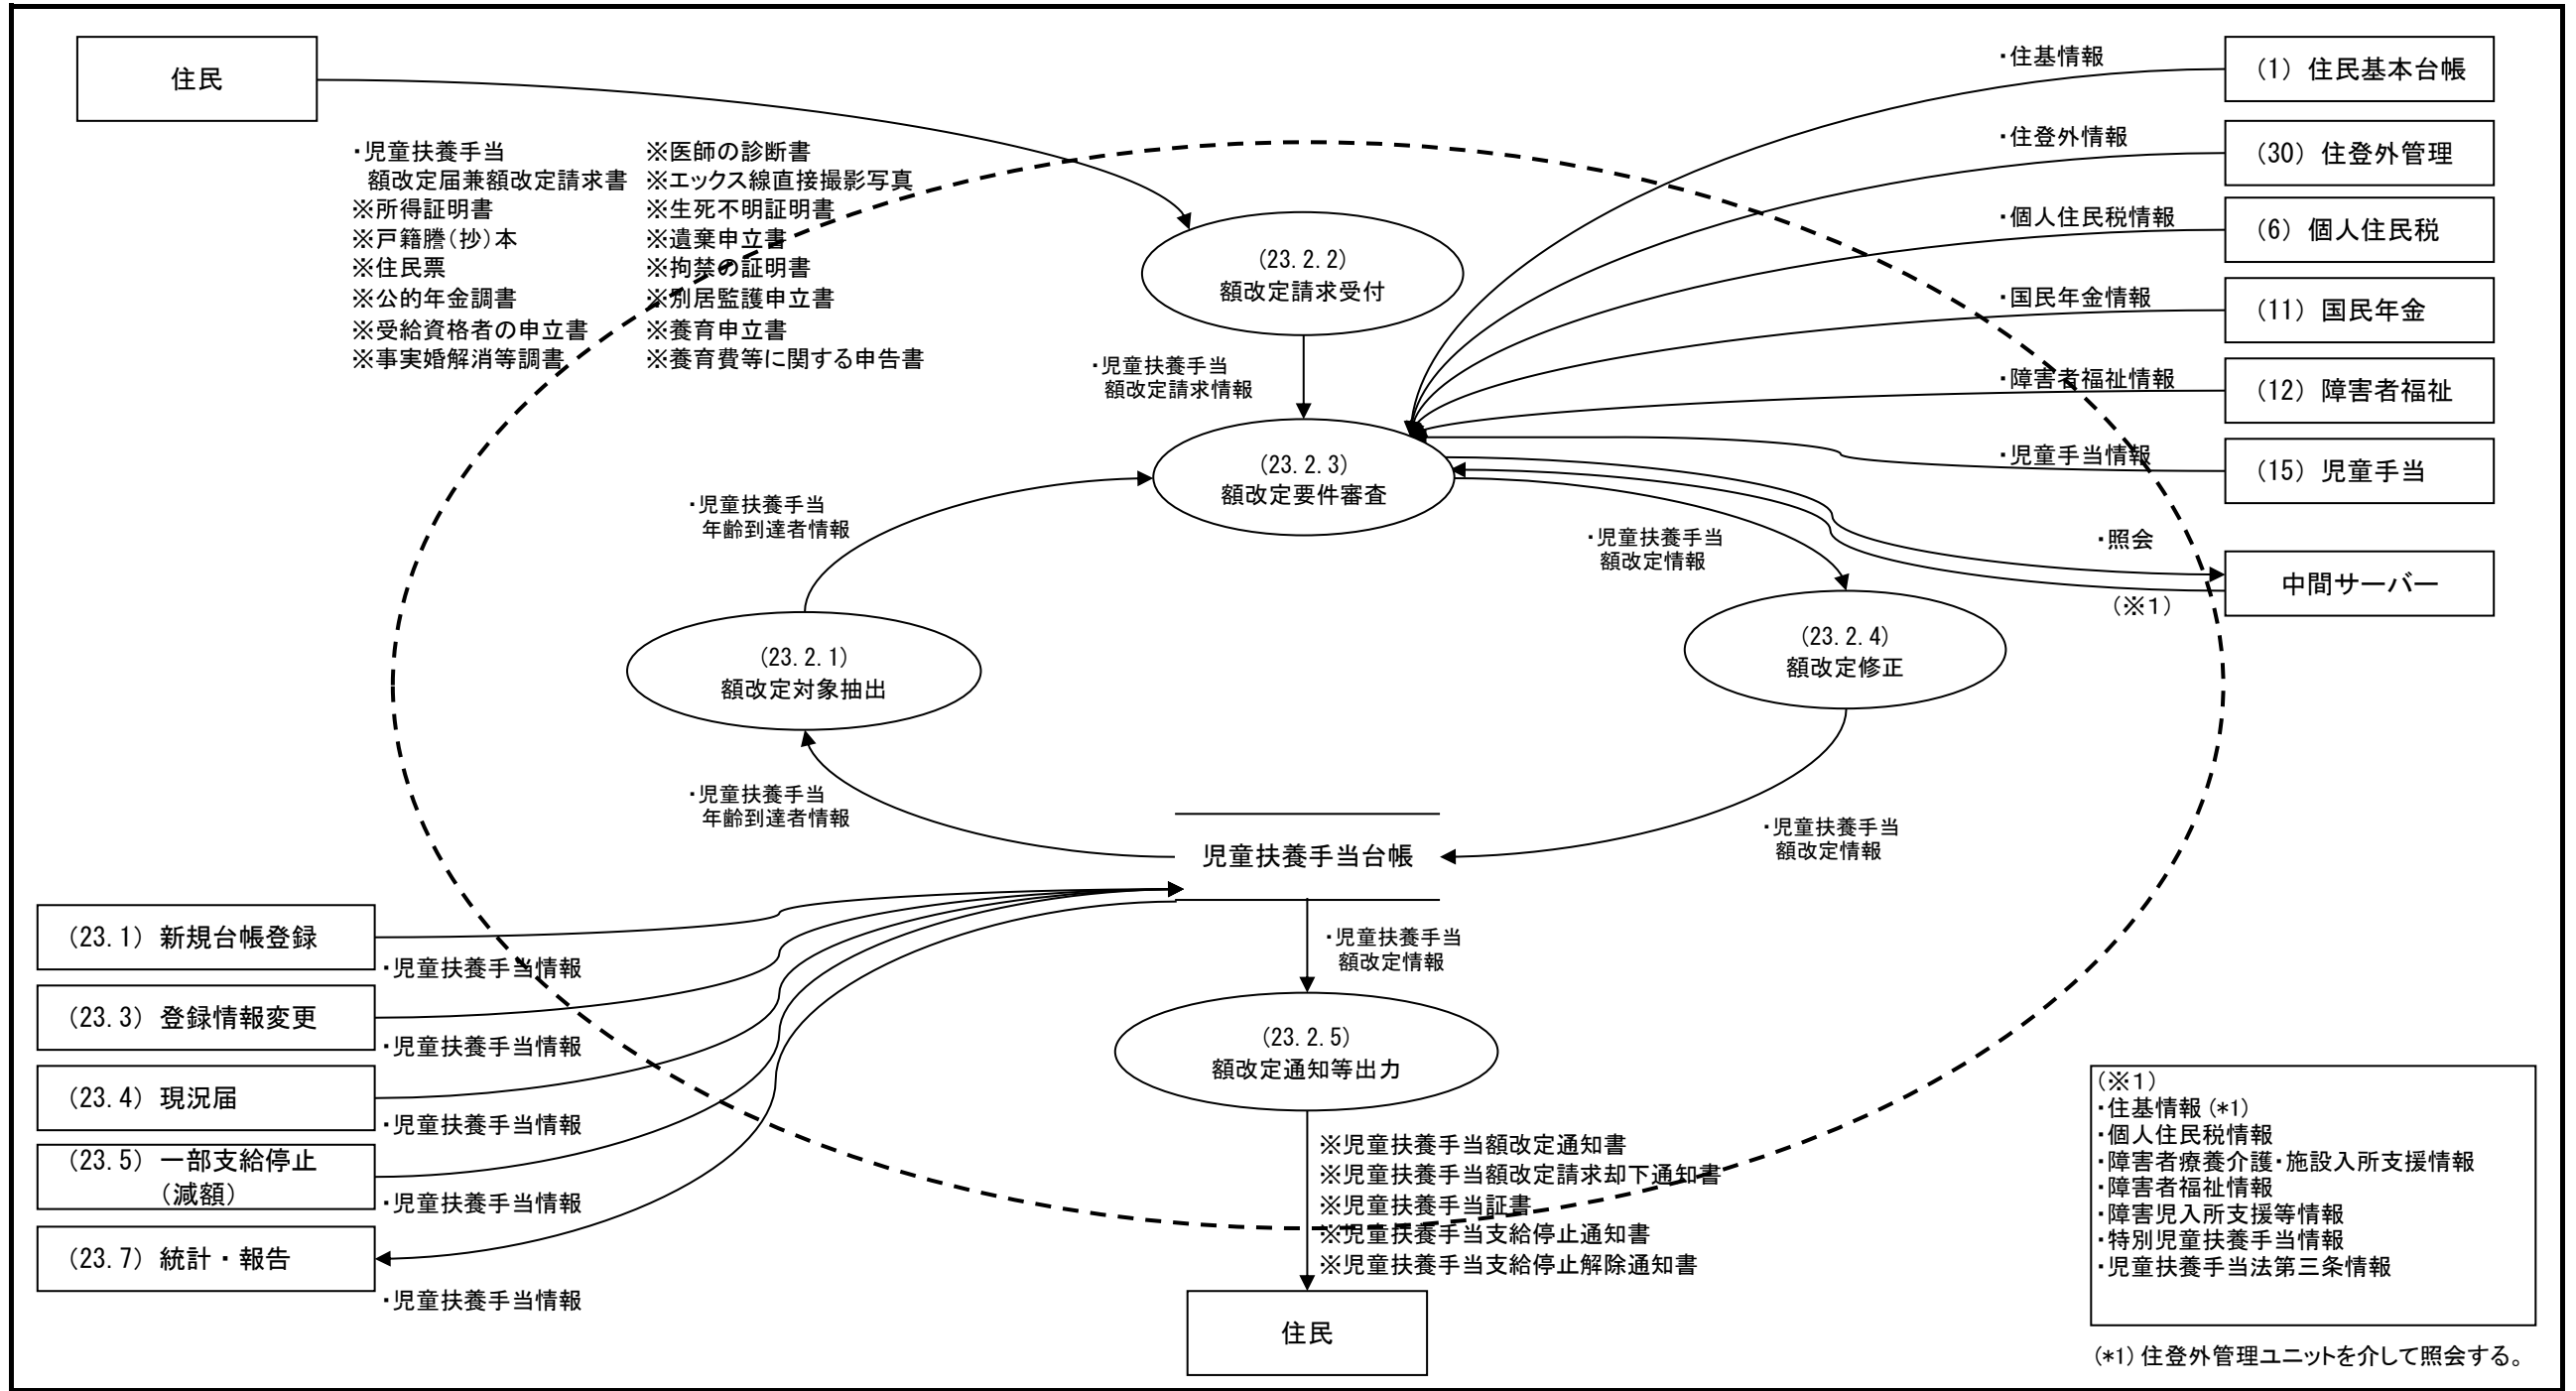 住民
・児童扶養手当
額改定届兼額改定請求書
※所得証明書
※戸籍謄(抄)本
※住民票
※公的年金調書
※受給資格者の申立書
※事実婚解消等調書
※医師の診断書
※エックス線直接撮影写真
※生死不明証明書
※遺棄申立書
※拘禁の証明書
※別居監護申立書
※養育申立書
※養育費等に関する申告書
(23.2.2)
額改定請求受付
・児童扶養手当
額改定請求情報
・住基情報
(1) 住民基本台帳
・住登外情報
(30) 住登外管理
・個人住民税情報
(6) 個人住民税
・国民年金情報
(11) 国民年金
・障害者福祉情報
(12) 障害者福祉
・児童手当情報
(15) 児童手当
・照会
中間サーバー
(※1)
(23.2.3)
額改定要件審査
・児童扶養手当
年齢到達者情報
・児童扶養手当
額改定情報
(23.2.1)
額改定対象抽出
(23.2.4)
額改定修正
・児童扶養手当
年齢到達者情報
児童扶養手当台帳
・児童扶養手当
額改定情報
・児童扶養手当
額改定情報
(23.1) 新規台帳登録
・児童扶養手当情報
(23.3) 登録情報変更
・児童扶養手当情報
(23.4) 現況届
・児童扶養手当情報
(23.5) 一部支給停止
(減額)
・児童扶養手当情報
(23.7) 統計・報告
・児童扶養手当情報
(23.2.5)
額改定通知等出力
※児童扶養手当額改定通知書
※児童扶養手当額改定請求却下通知書
※児童扶養手当証書
※児童扶養手当支給停止通知書
※児童扶養手当支給停止解除通知書
住民
(※1)
・住基情報(*1)
・個人住民税情報
・障害者療養介護・施設入所支援情報
・障害者福祉情報
・障害児入所支援等情報
・特別児童扶養手当情報
・児童扶養手当法第三条情報
(*1)住登外管理ユニットを介して照会する。